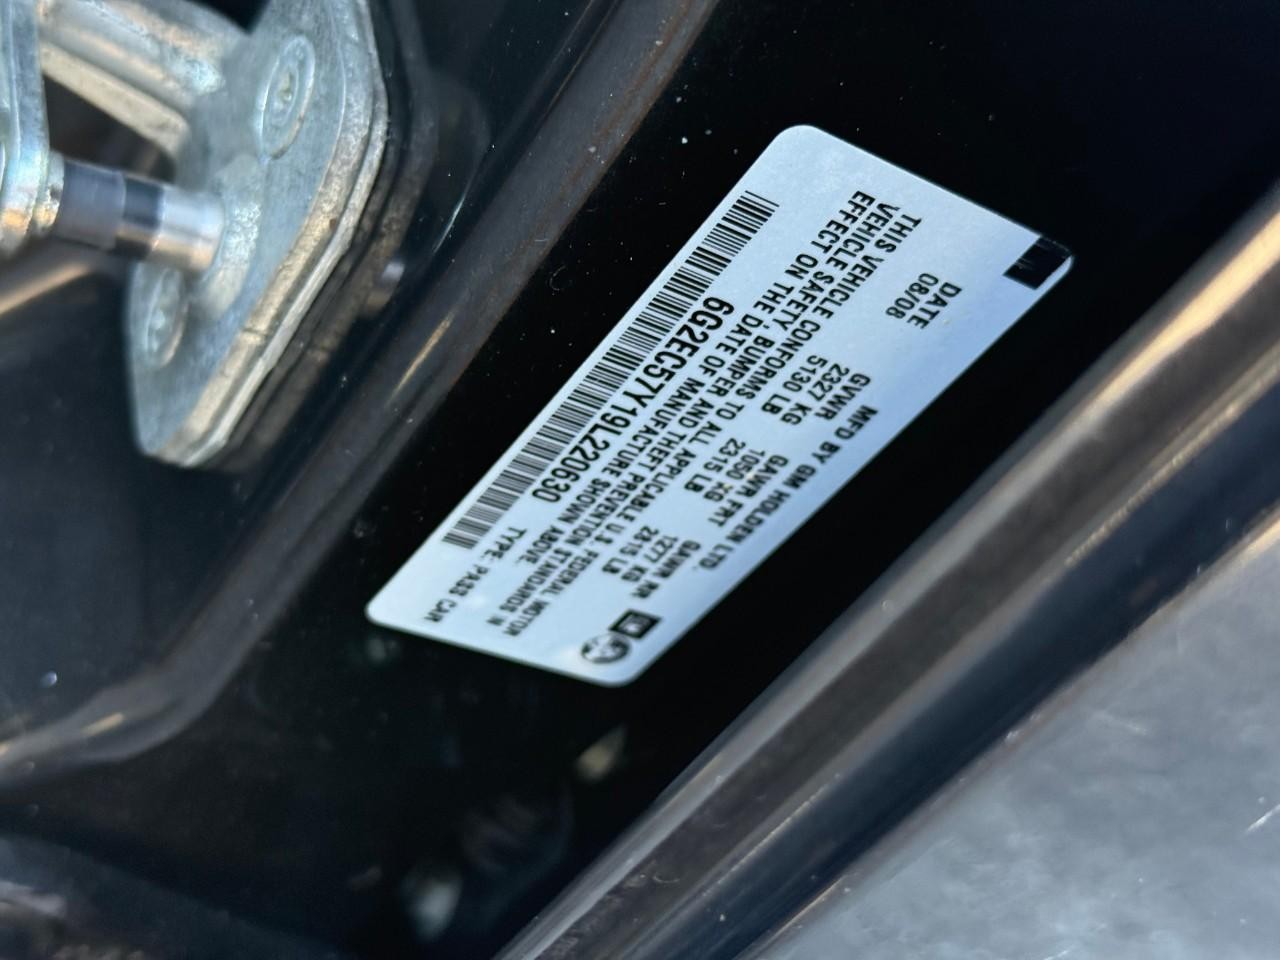 MFD BY GM HOLDEN LTD.
DATE GVWR GAWR FRT GAWR RR
08/08 2327 KG 1050 KG 1277 KG
5130 LB 2315 LB 2815 LB
THIS VEHICLE CONFORMS TO ALL APPLICABLE U.S. FEDERAL MOTOR
VEHICLE SAFETY, BUMPER AND THEFT PREVENTION STANDARDS IN
EFFECT ON THE DATE OF MANUFACTURE SHOWN ABOVE.
6G2EC57Y19L220630 TYPE: PASS CAR